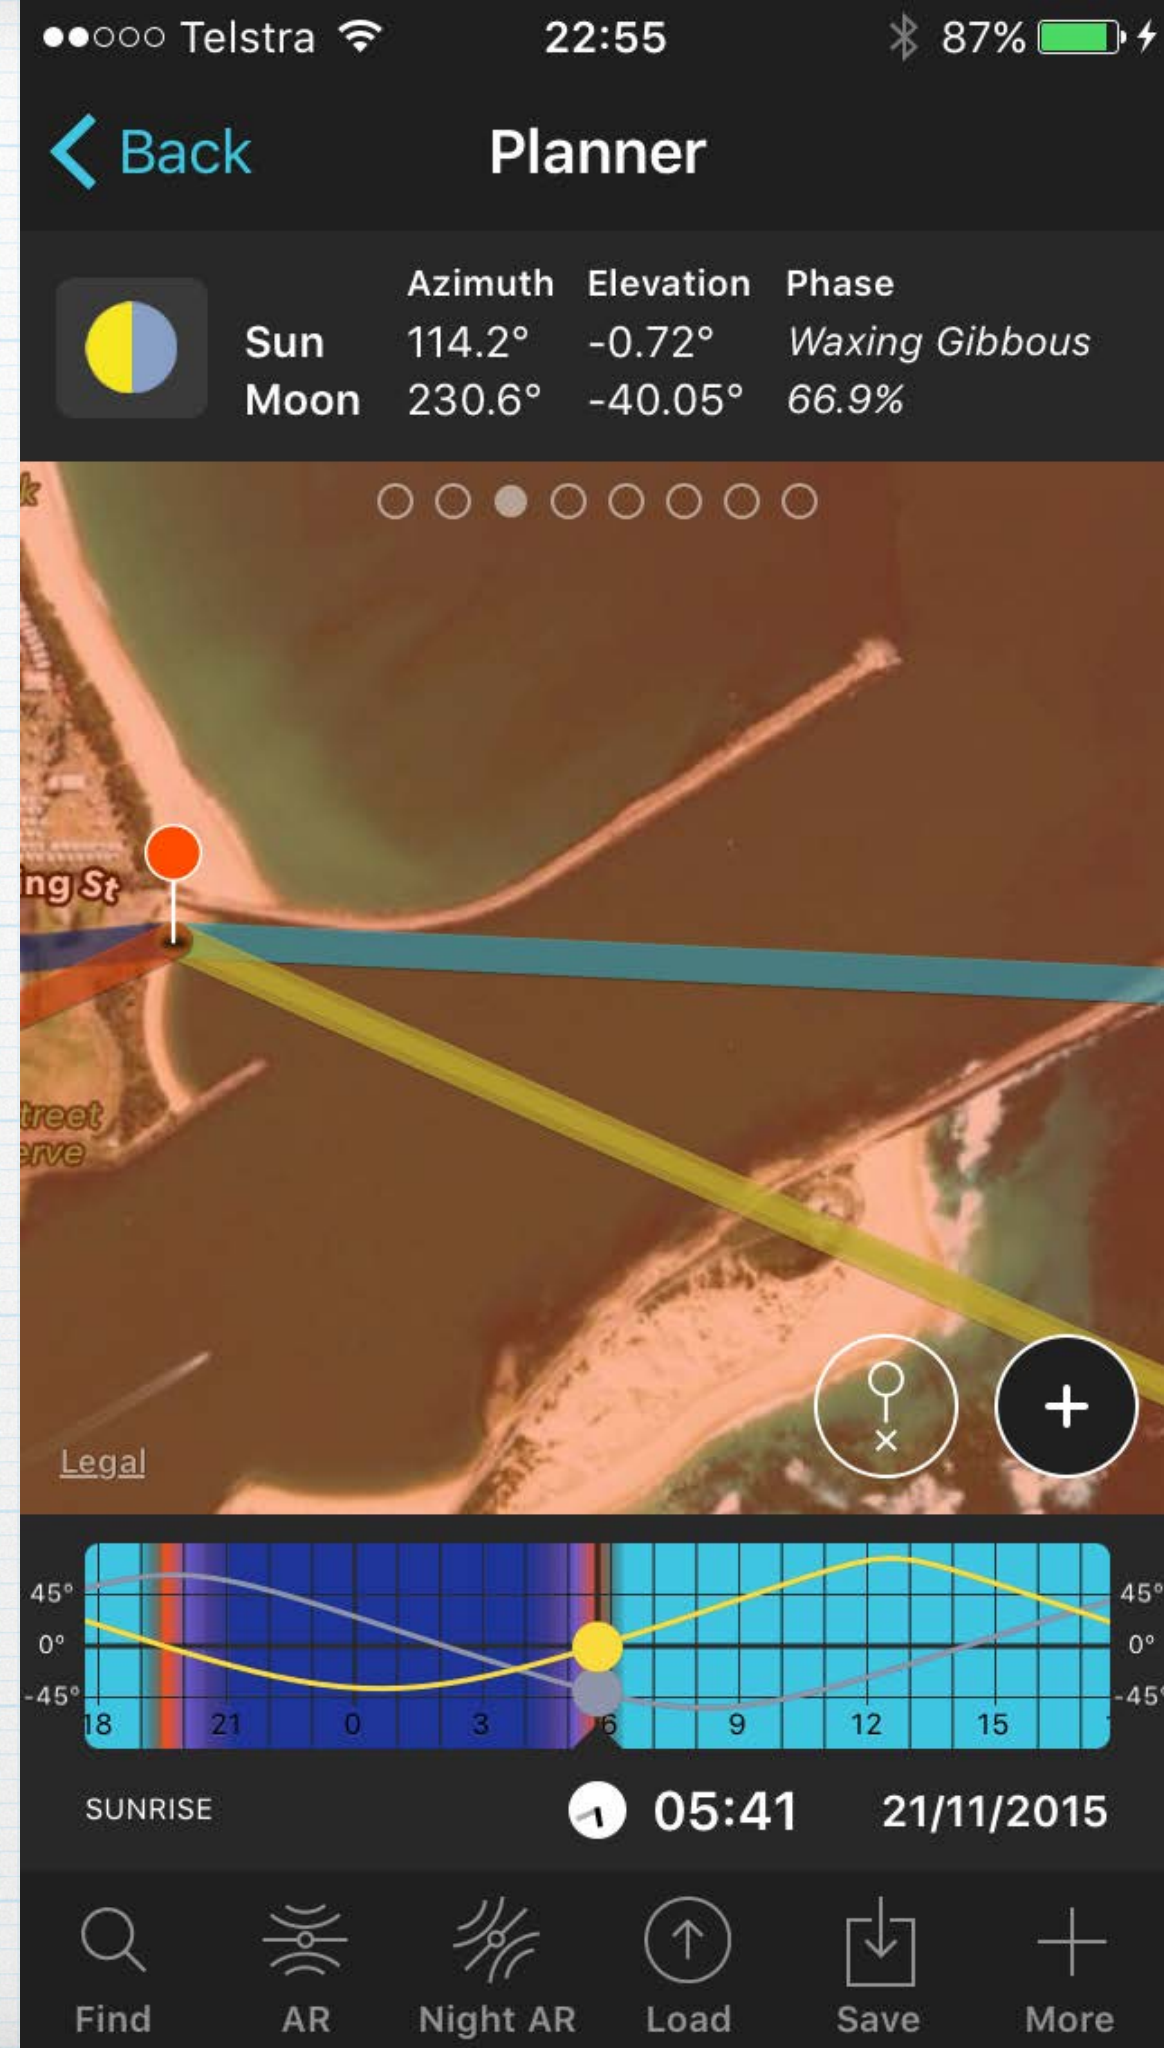 Telstra 22:55 87%
Back Planner
Azimuth Elevation Phase
Sun 114.2° -0.72° Waxing Gibbous
Moon 230.6° -40.05° 66.9%
k
ing St
treet
erve
Legal
45° 45°
0° 0°
-45° -45°
18 21 0 3 6 9 12 15
SUNRISE 05:41 21/11/2015
Find AR Night AR Load Save More